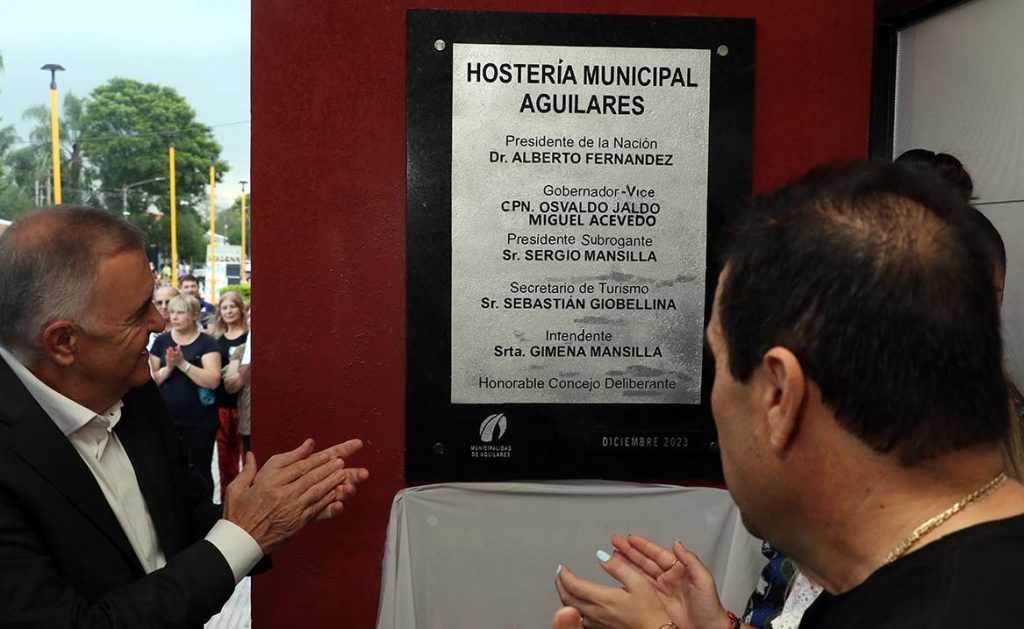 HOSTERÍA MUNICIPAL
AGUILARES
Presidente de la Nación
Dr. ALBERTO FERNANDEZ
Gobernador-Vice
CPN. OSVALDO JALDO
MIGUEL ACEVEDO
Presidente Subrogante
Sr. SERGIO MANSILLA
Secretario de Turismo
Sr. SEBASTIÁN GIOBELLINA
Intendente
Srta. GIMENA MANSILLA
Honorable Concejo Deliberante
MUNICIPALIDAD
DE AGUILARES
DICIEMBRE 2023